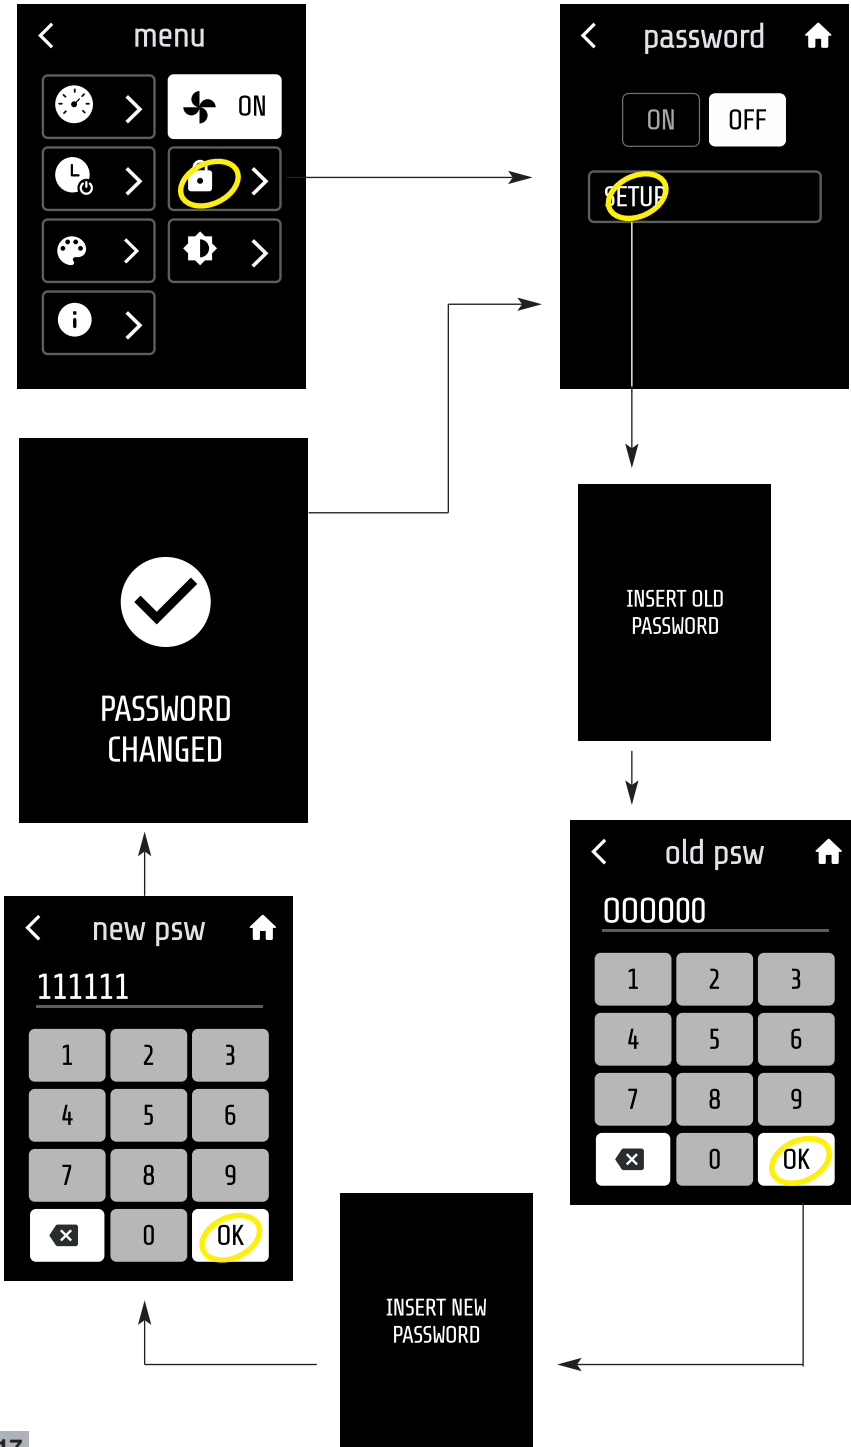 menu
ON
password
ON
OFF
SETUP
INSERT OLD
PASSWORD
old psw
000000
1 2 3
4 5 6
7 8 9
0 OK
INSERT NEW
PASSWORD
new psw
111111
1 2 3
4 5 6
7 8 9
0 OK
PASSWORD
CHANGED
17